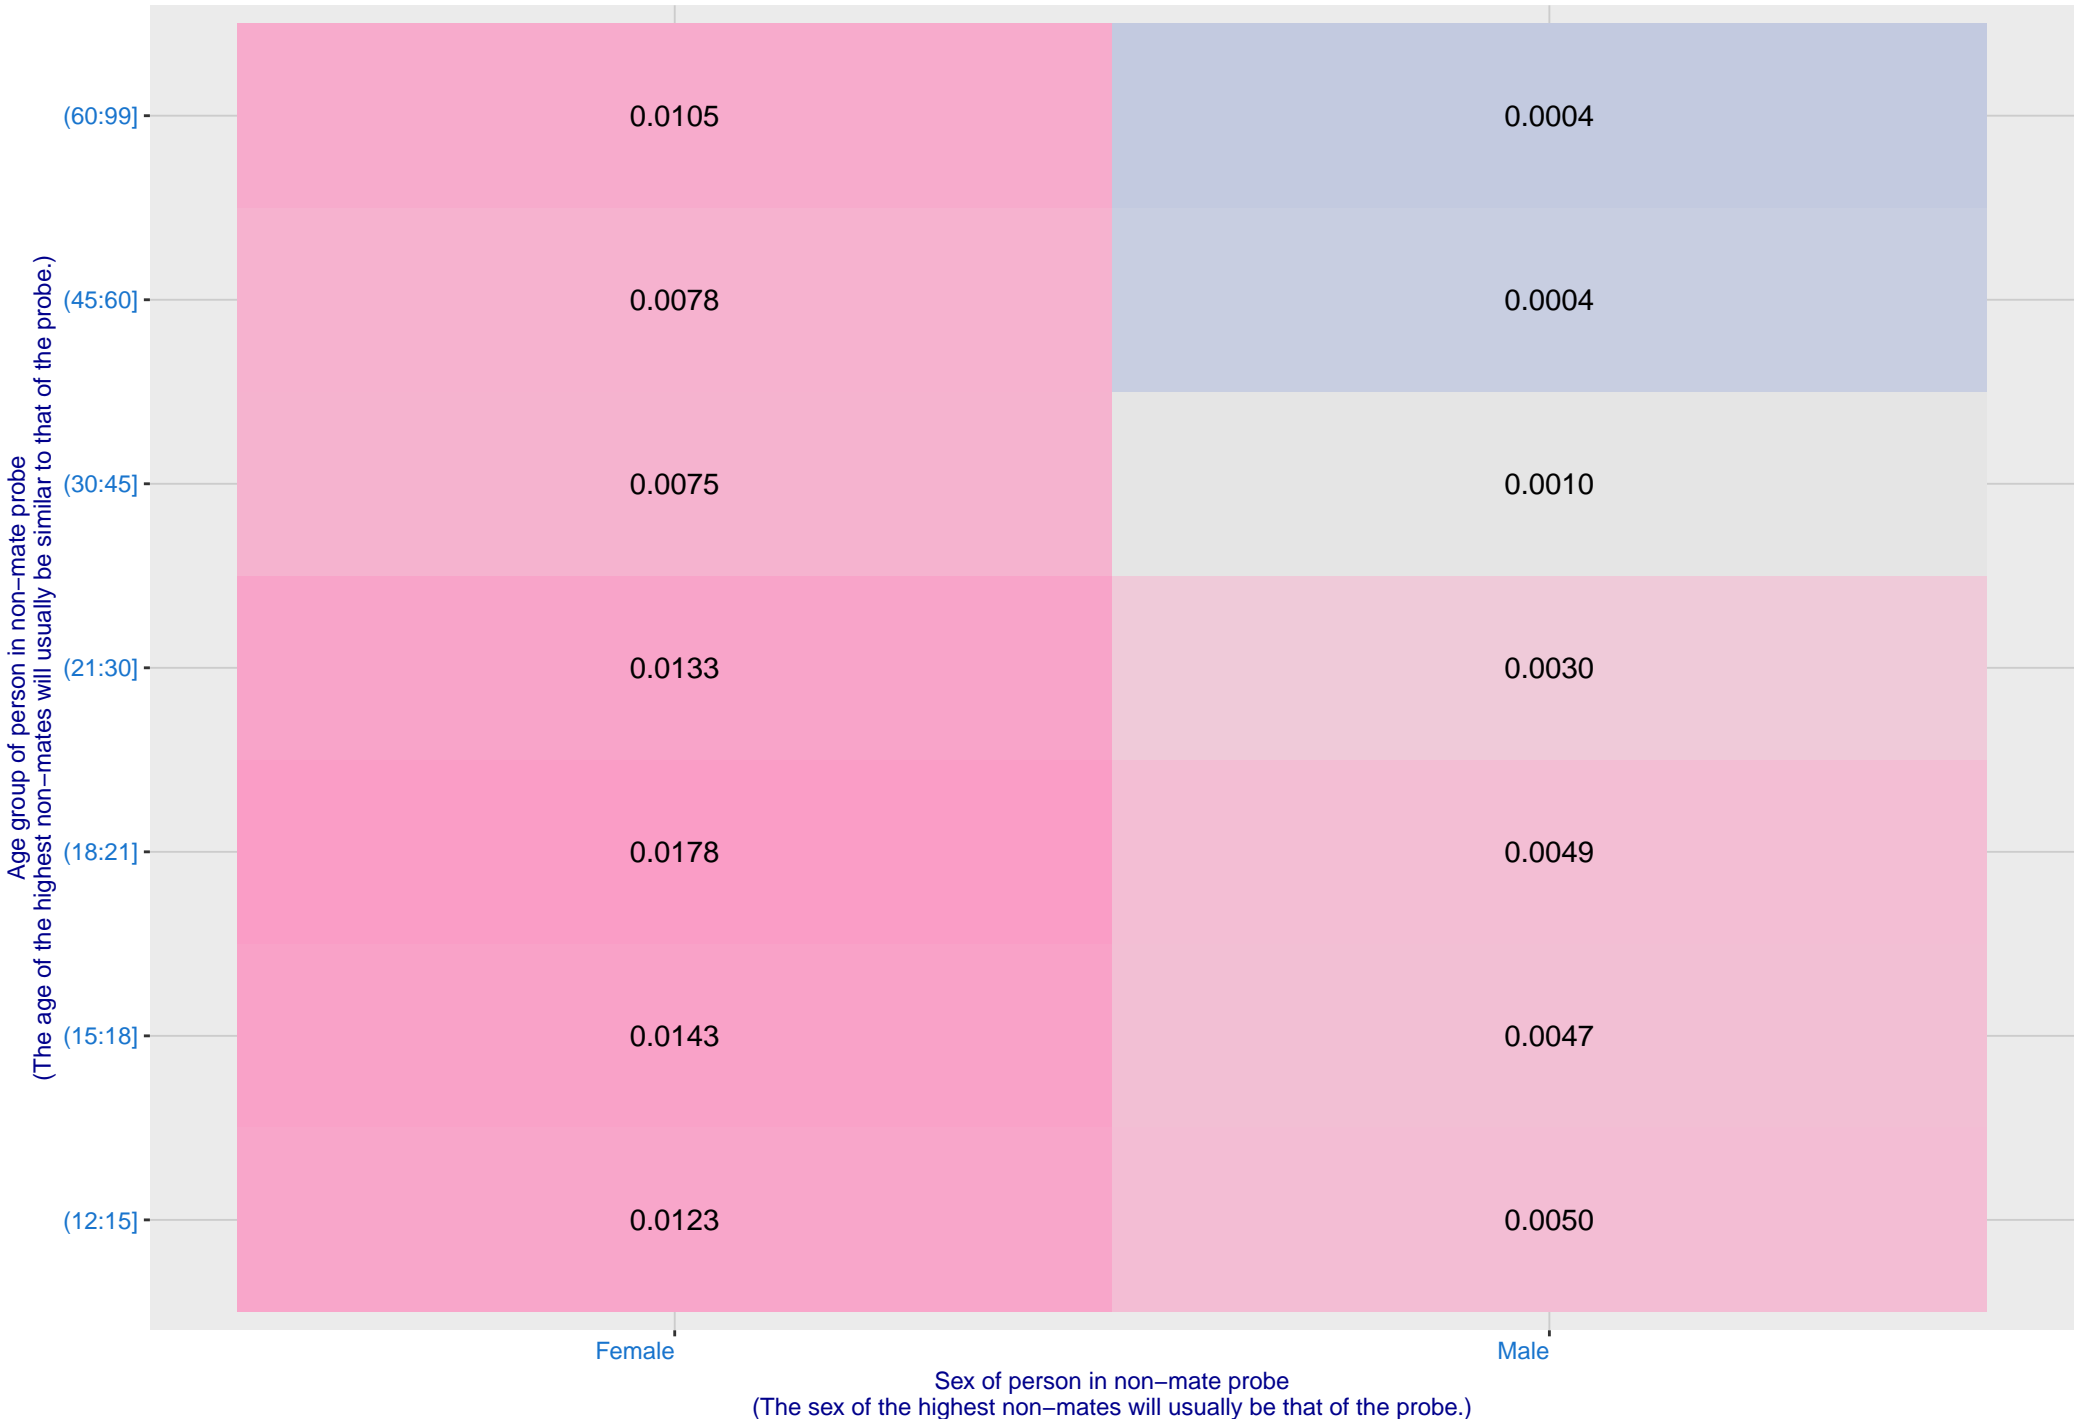 Age group of person in non−mate probe
(The age of the highest non−mates will usually be similar to that of the probe.)
(60:99] 0.0105 0.0004
(45:60] 0.0078 0.0004
(30:45] 0.0075 0.0010
(21:30] 0.0133 0.0030
(18:21] 0.0178 0.0049
(15:18] 0.0143 0.0047
(12:15] 0.0123 0.0050
Female Male
Sex of person in non−mate probe
(The sex of the highest non−mates will usually be that of the probe.)